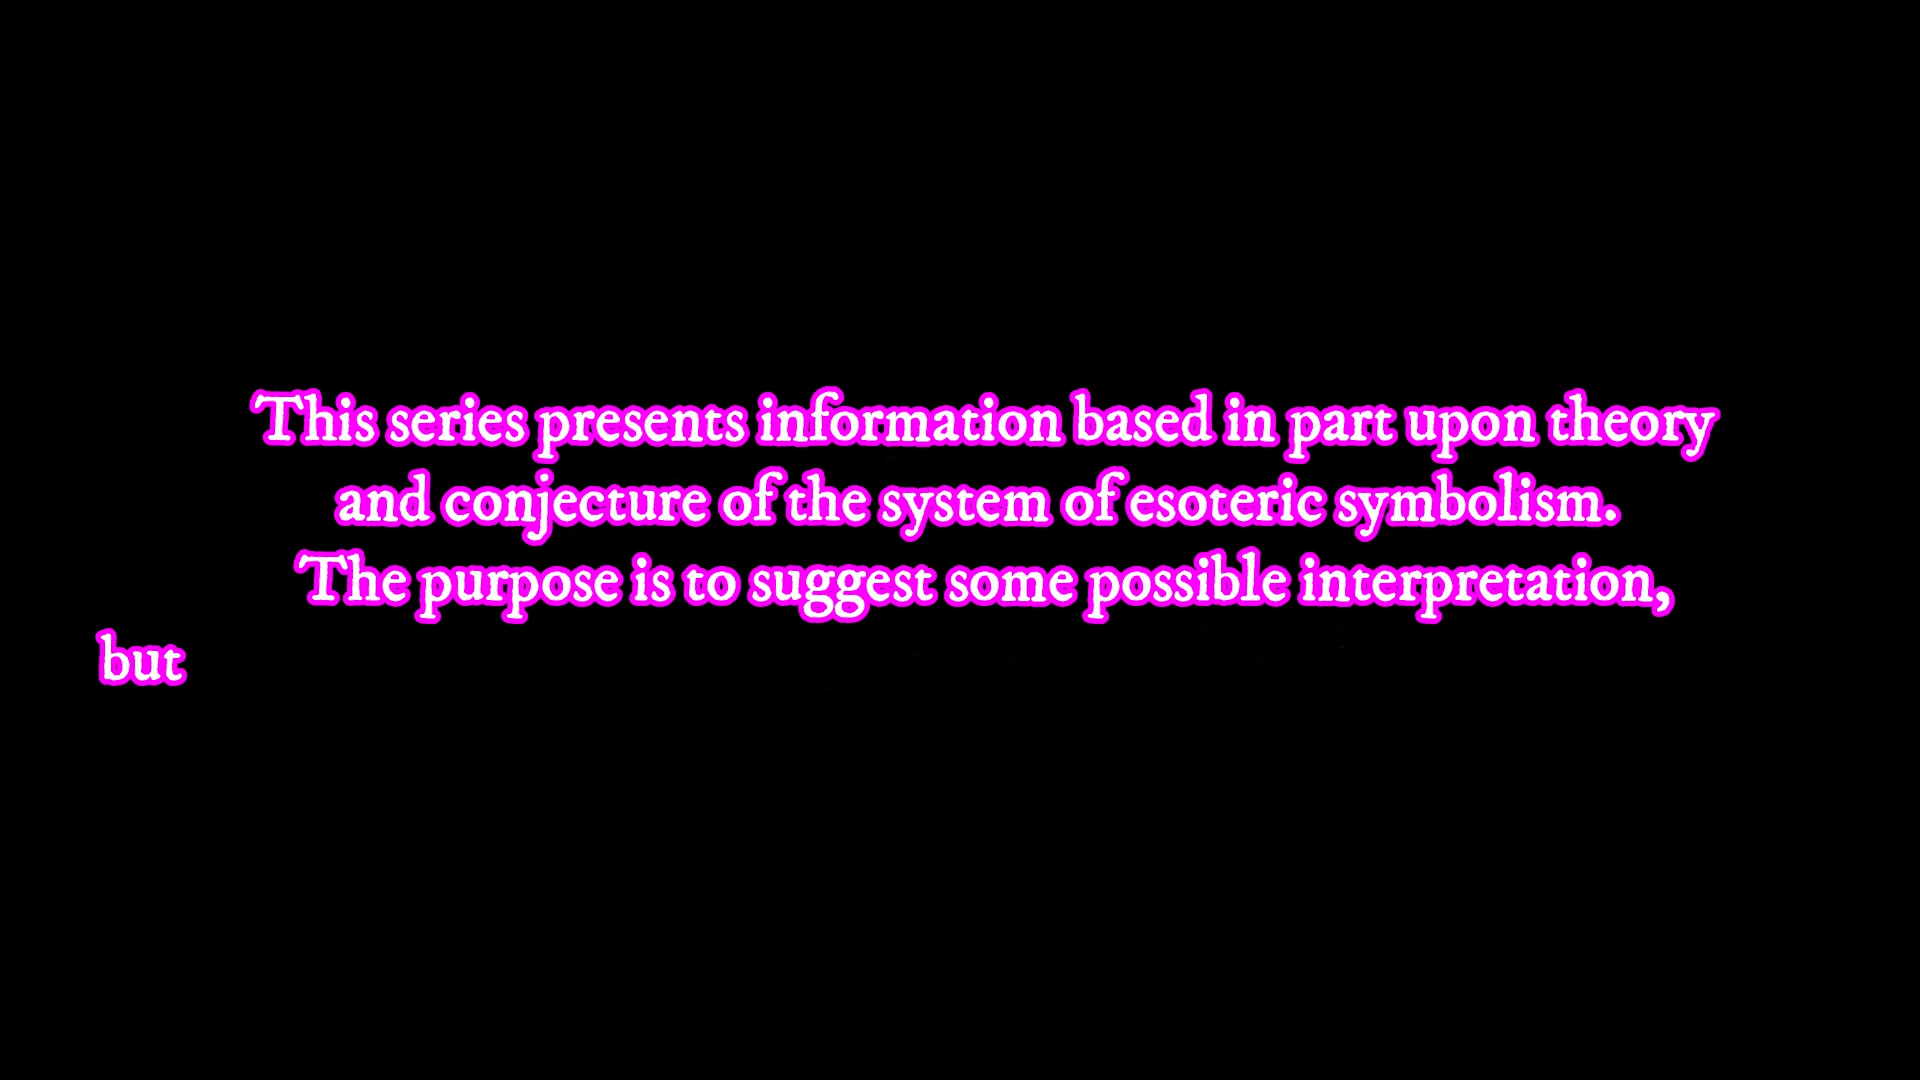 This series presents information based in part upon theory
and conjecture of the system of esoteric symbolism.
The purpose is to suggest some possible interpretation,
but